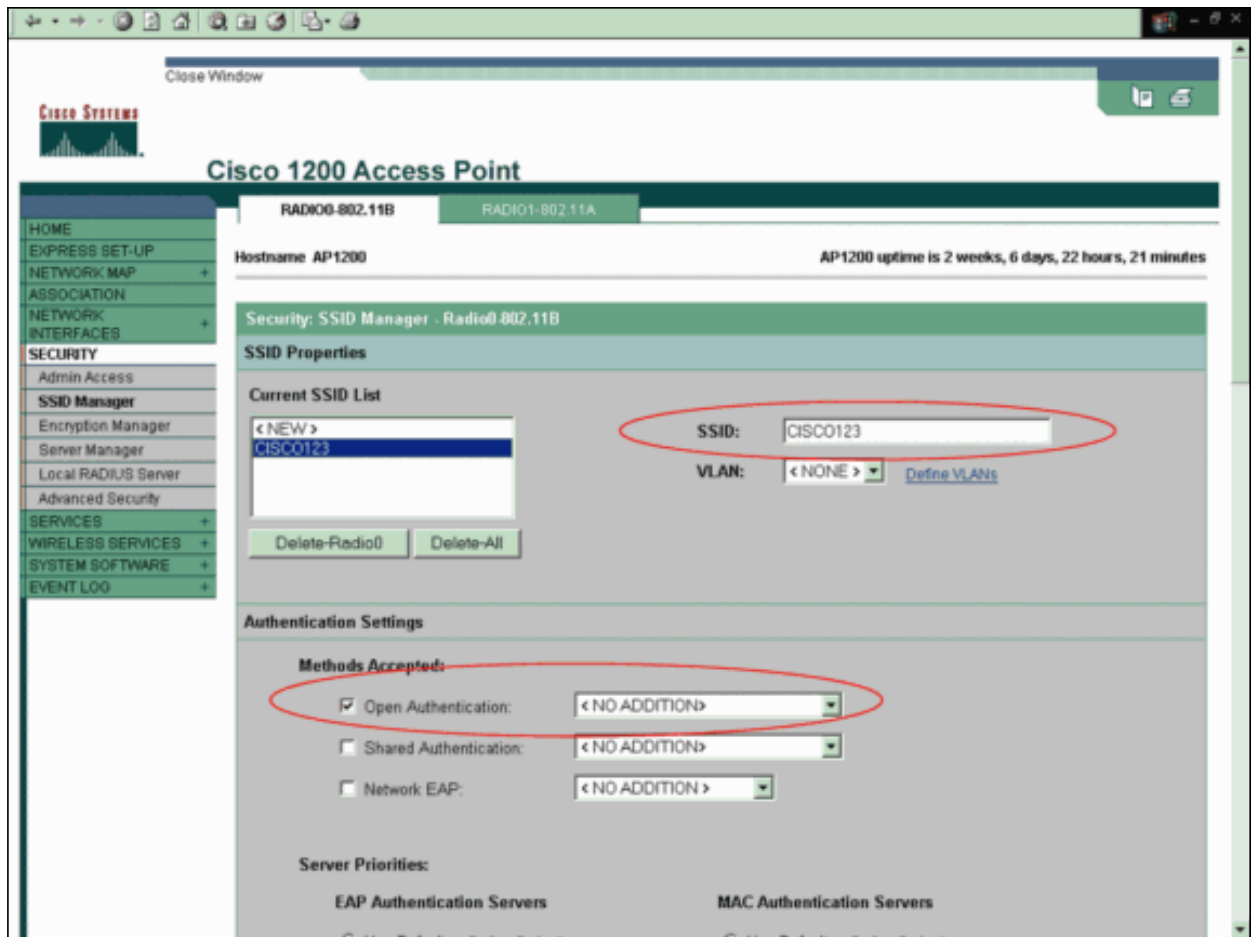 Close Window
CISCO SYSTEMS
Cisco 1200 Access Point
RADIO0-802.11B
RADIO1-802.11A
HOME
EXPRESS SET-UP
NETWORK MAP +
ASSOCIATION
NETWORK
INTERFACES +
SECURITY
Admin Access
SSID Manager
Encryption Manager
Server Manager
Local RADIUS Server
Advanced Security
SERVICES +
WIRELESS SERVICES +
SYSTEM SOFTWARE +
EVENT LOG +
Hostname AP1200
AP1200 uptime is 2 weeks, 6 days, 22 hours, 21 minutes
Security: SSID Manager - Radio0-802.11B
SSID Properties
Current SSID List
< NEW >
CISCO123
SSID: CISCO123
VLAN: < NONE > Define VLANs
Delete-Radio0 Delete-All
Authentication Settings
Methods Accepted:
Open Authentication: < NO ADDITION>
Shared Authentication: < NO ADDITION>
Network EAP: < NO ADDITION >
Server Priorities:
EAP Authentication Servers
MAC Authentication Servers